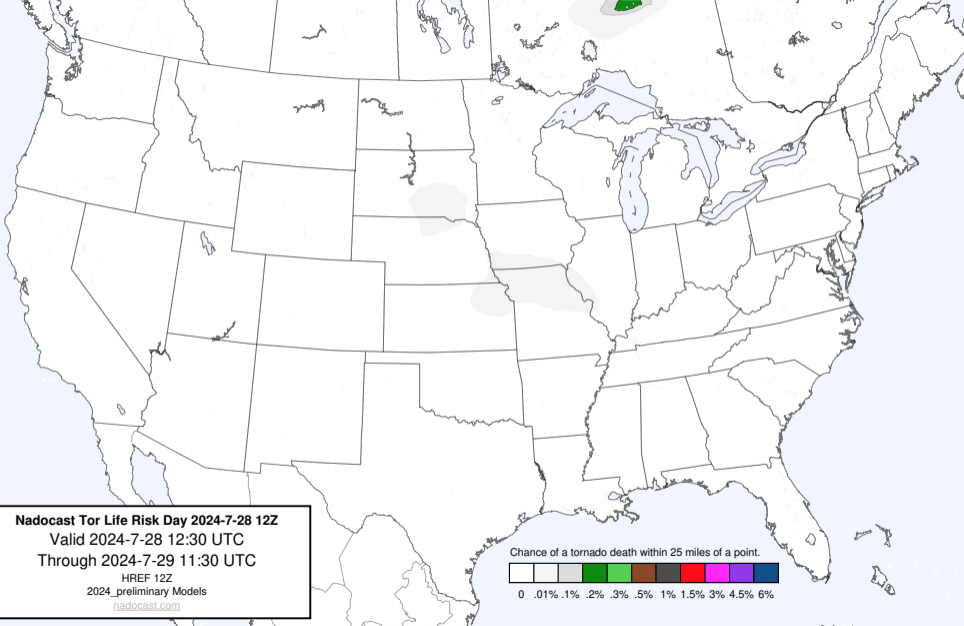 Nadocast Tor Life Risk Day 2024-7-28 12Z
Valid 2024-7-28 12:30 UTC
Through 2024-7-29 11:30 UTC
HREF 12Z
2024_preliminary Models
nadocast.com
Chance of a tornado death within 25 miles of a point.
0 .01% .1% .2% .3% .5% 1% 1.5% 3% 4.5% 6%